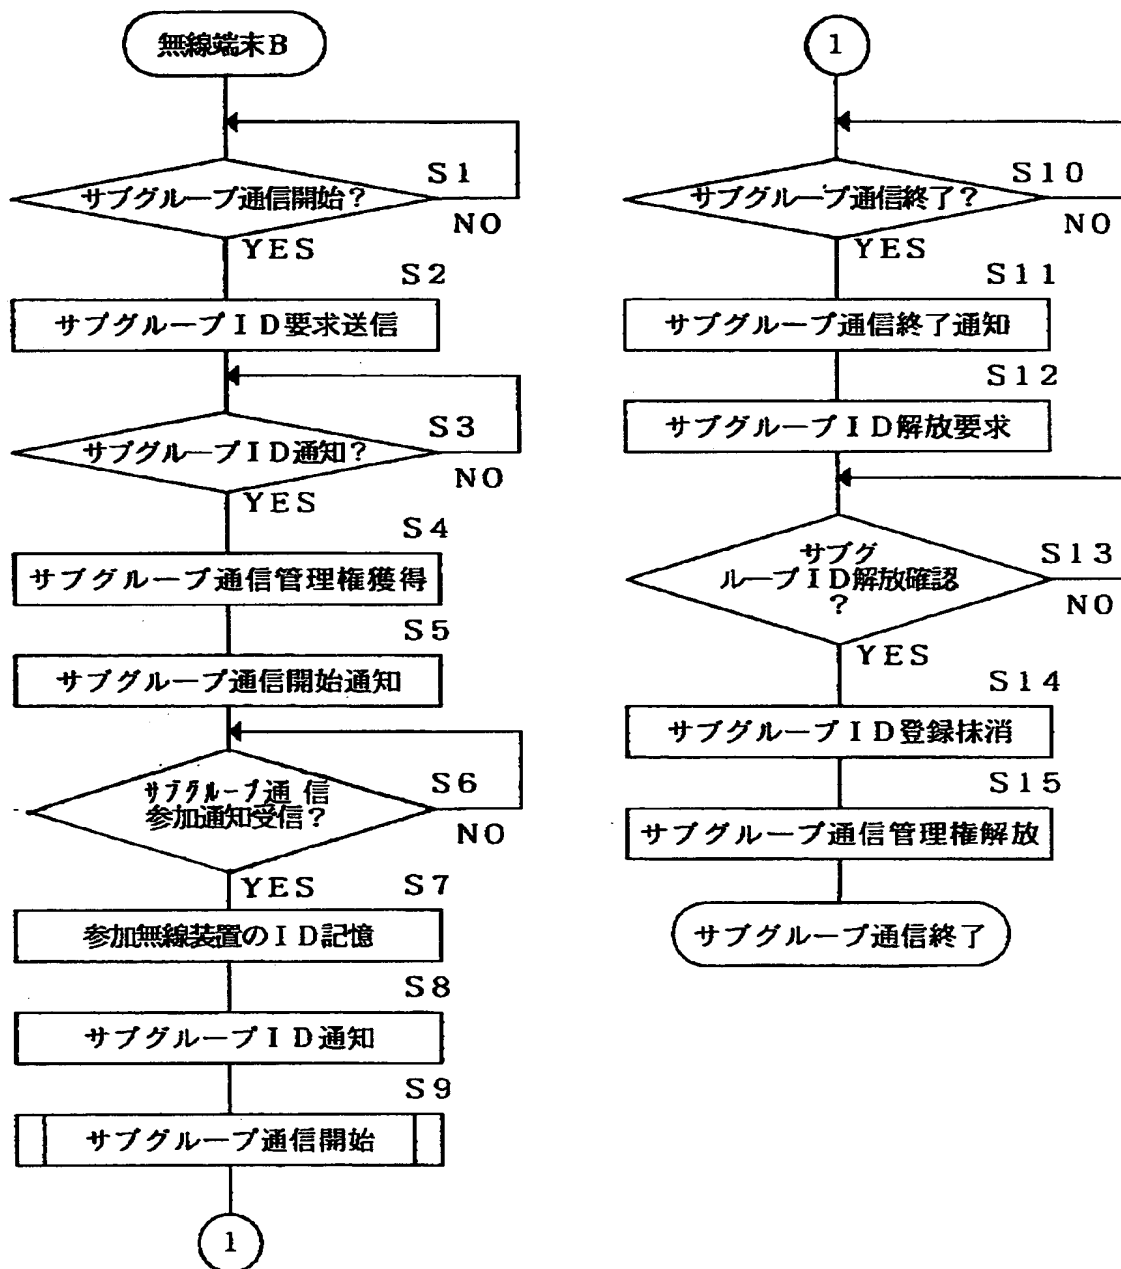 無線端末B
サブグループ通信開始？
S1
NO
YES
S2
サブグループID要求送信
サブグループID通知？
S3
NO
YES
S4
サブグループ通信管理権獲得
S5
サブグループ通信開始通知
サブグループ通信
参加通知受信？
S6
NO
YES
S7
参加無線装置のID記憶
S8
サブグループID通知
S9
サブグループ通信開始
1
1
サブグループ通信終了？
S10
NO
YES
S11
サブグループ通信終了通知
S12
サブグループID解放要求
サブグ
ループID解放確認
？
S13
NO
YES
S14
サブグループID登録抹消
S15
サブグループ通信管理権解放
サブグループ通信終了